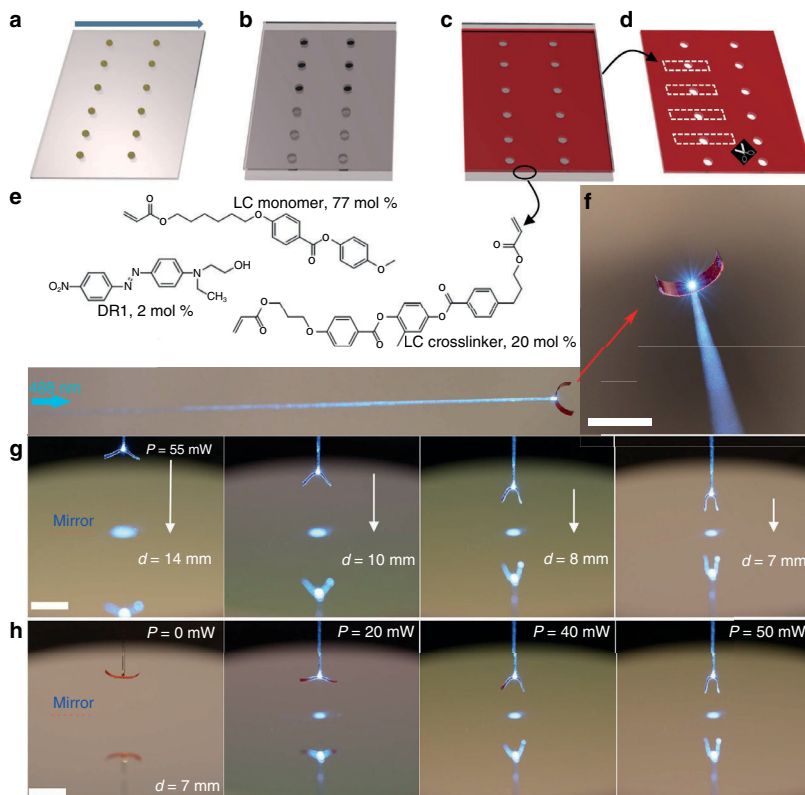 a
b
c
d
e
LC monomer, 77 mol %
DR1, 2 mol %
LC crosslinker, 20 mol %
O
O
O
O
O
O
O₂N
N
N
N
OH
CH₃
O
O
O
O
O
O
O
O
O
O
f
488 nm
g
P = 55 mW
Mirror
d = 14 mm
d = 10 mm
d = 8 mm
d = 7 mm
h
P = 0 mW
P = 20 mW
P = 40 mW
P = 50 mW
Mirror
d = 7 mm